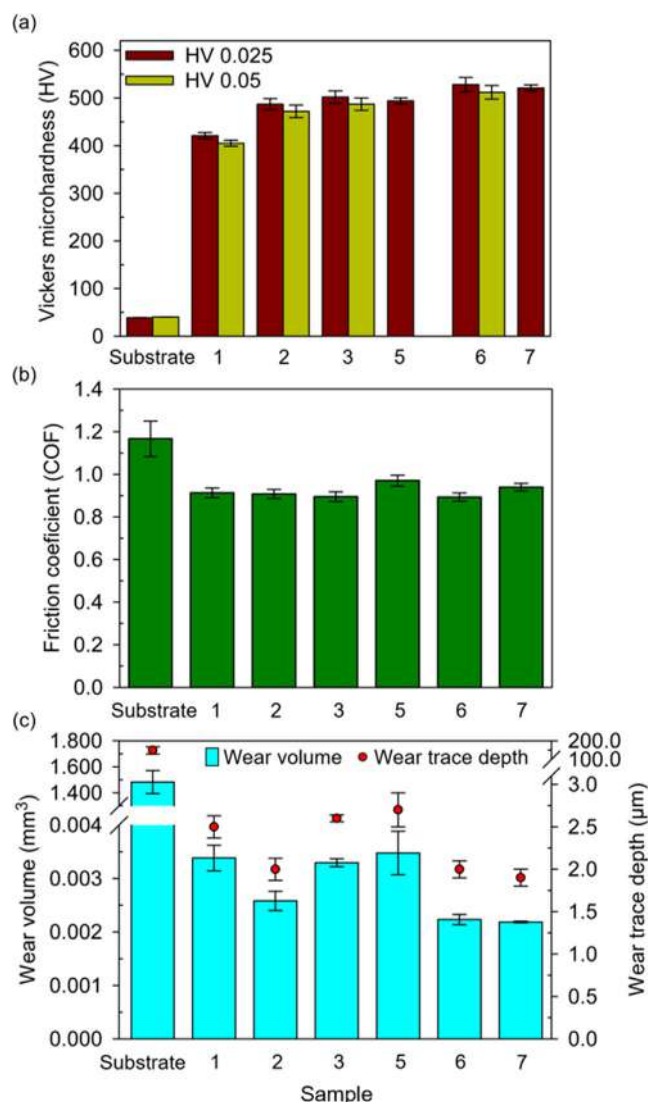 (a)
HV 0.025
HV 0.05
Vickers microhardness (HV)
600
500
400
300
200
100
0
Substrate 1 2 3 5 6 7
(b)
Friction coeficient (COF)
1.4
1.2
1.0
0.8
0.6
0.4
0.2
0.0
Substrate 1 2 3 5 6 7
(c)
Wear volume Wear trace depth
Wear volume (mm³)
1.800
1.600
1.400
0.004
0.003
0.002
0.001
0.000
200.0
100.0
3.0
2.5
2.0
1.5
1.0
0.5
0.0
Wear trace depth (μm)
Substrate 1 2 3 5 6 7
Sample